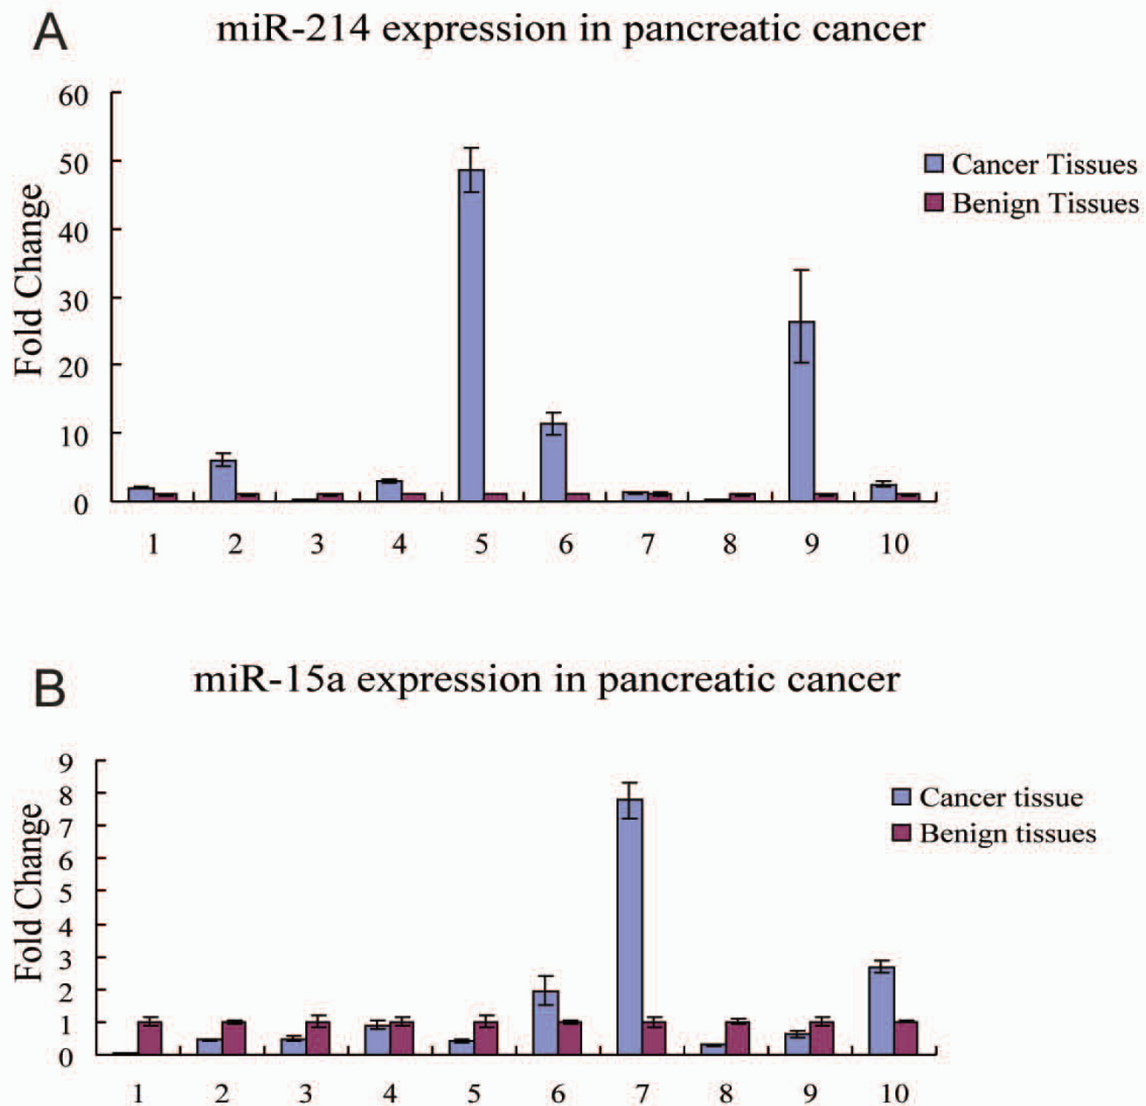 A
miR-214 expression in pancreatic cancer
60
50
40
30
20
10
0
Fold Change
Cancer Tissues
Benign Tissues
1 2 3 4 5 6 7 8 9 10
B
miR-15a expression in pancreatic cancer
9
8
7
6
5
4
3
2
1
0
Fold Change
Cancer tissue
Benign tissues
1 2 3 4 5 6 7 8 9 10